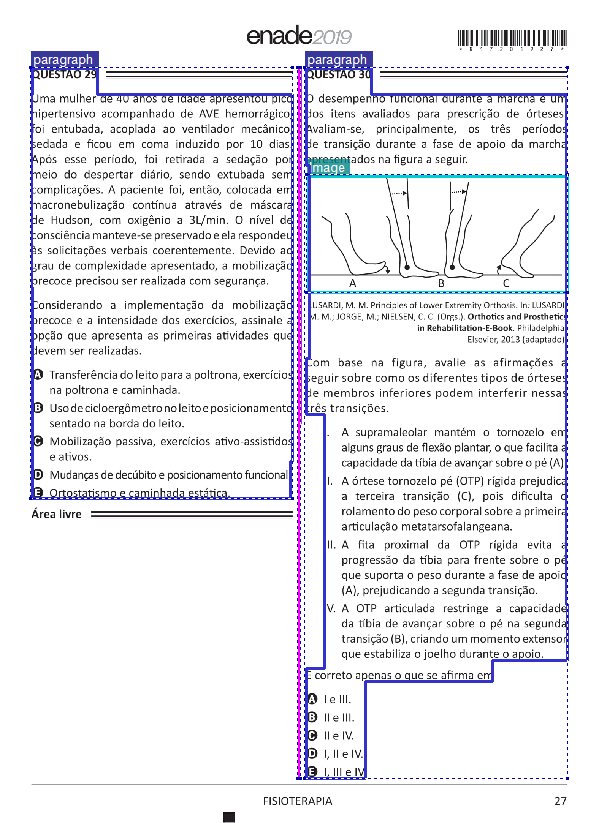 enade2019
paragraph
QUESTÃO 29
Uma mulher de 40 anos de idade apresentou pico
hipertensivo acompanhado de AVE hemorrágico,
foi entubada, acoplada ao ventilador mecânico,
sedada e ficou em coma induzido por 10 dias.
Após esse período, foi retirada a sedação por
meio do despertar diário, sendo extubada sem
complicações. A paciente foi, então, colocada em
macronebulização contínua através de máscara
de Hudson, com oxigênio a 3L/min. O nível de
consciência manteve-se preservado e ela respondeu
às solicitações verbais coerentemente. Devido ao
grau de complexidade apresentado, a mobilização
precoce precisou ser realizada com segurança.
Considerando a implementação da mobilização
precoce e a intensidade dos exercícios, assinale a
opção que apresenta as primeiras atividades que
devem ser realizadas.
A Transferência do leito para a poltrona, exercícios
na poltrona e caminhada.
B Uso de cicloergômetro no leito e posicionamento
sentado na borda do leito.
C Mobilização passiva, exercícios ativo-assistidos
e ativos.
D Mudanças de decúbito e posicionamento funcional.
E Ortostatismo e caminhada estática.
Área livre
paragraph
QUESTÃO 30
O desempenho funcional durante a marcha é um
dos itens avaliados para prescrição de órteses.
Avaliam-se, principalmente, os três períodos
de transição durante a fase de apoio da marcha
apresentados na figura a seguir.
image
A B C
LUSARDI, M. M. Principles of Lower Extremity Orthosis. In: LUSARDI,
M. M.; JORGE, M.; NIELSEN, C. C. (Orgs.). Orthotics and Prosthetics
in Rehabilitation-E-Book. Philadelphia:
Elsevier, 2013 (adaptado).
Com base na figura, avalie as afirmações a
seguir sobre como os diferentes tipos de órteses
de membros inferiores podem interferir nessas
três transições.
I. A supramaleolar mantém o tornozelo em
alguns graus de flexão plantar, o que facilita a
capacidade da tíbia de avançar sobre o pé (A).
II. A órtese tornozelo pé (OTP) rígida prejudica
a terceira transição (C), pois dificulta o
rolamento do peso corporal sobre a primeira
articulação metatarsofalangeana.
III. A fita proximal da OTP rígida evita a
progressão da tíbia para frente sobre o pé
que suporta o peso durante a fase de apoio
(A), prejudicando a segunda transição.
IV. A OTP articulada restringe a capacidade
da tíbia de avançar sobre o pé na segunda
transição (B), criando um momento extensor
que estabiliza o joelho durante o apoio.
É correto apenas o que se afirma em
A I e III.
B II e III.
C II e IV.
D I, II e IV.
E I, III e IV.
FISIOTERAPIA
27